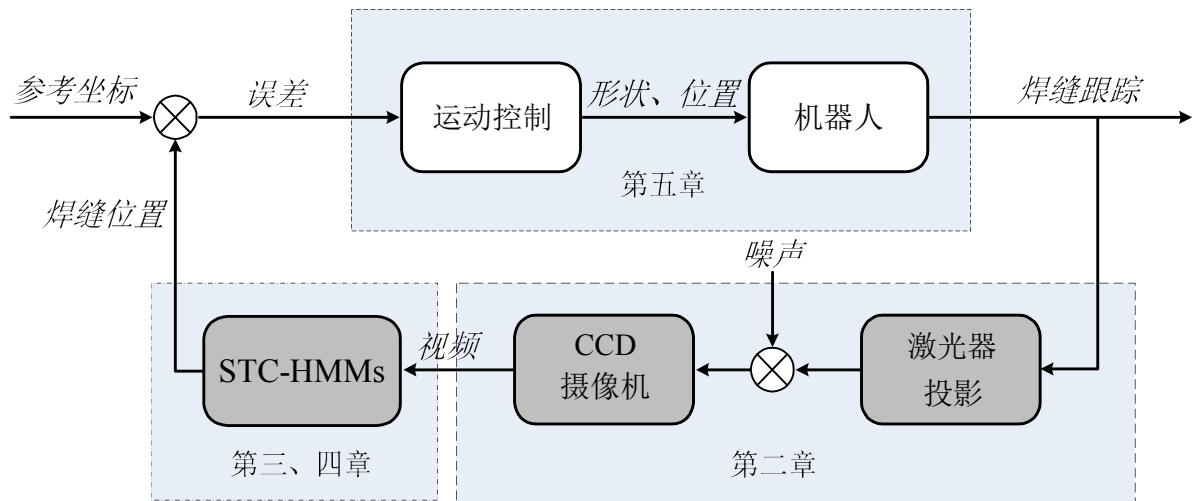 参考坐标
误差
运动控制
形状、位置
机器人
焊缝跟踪
第五章
焊缝位置
噪声
STC-HMMs
视频
CCD
摄像机
激光器
投影
第三、四章
第二章